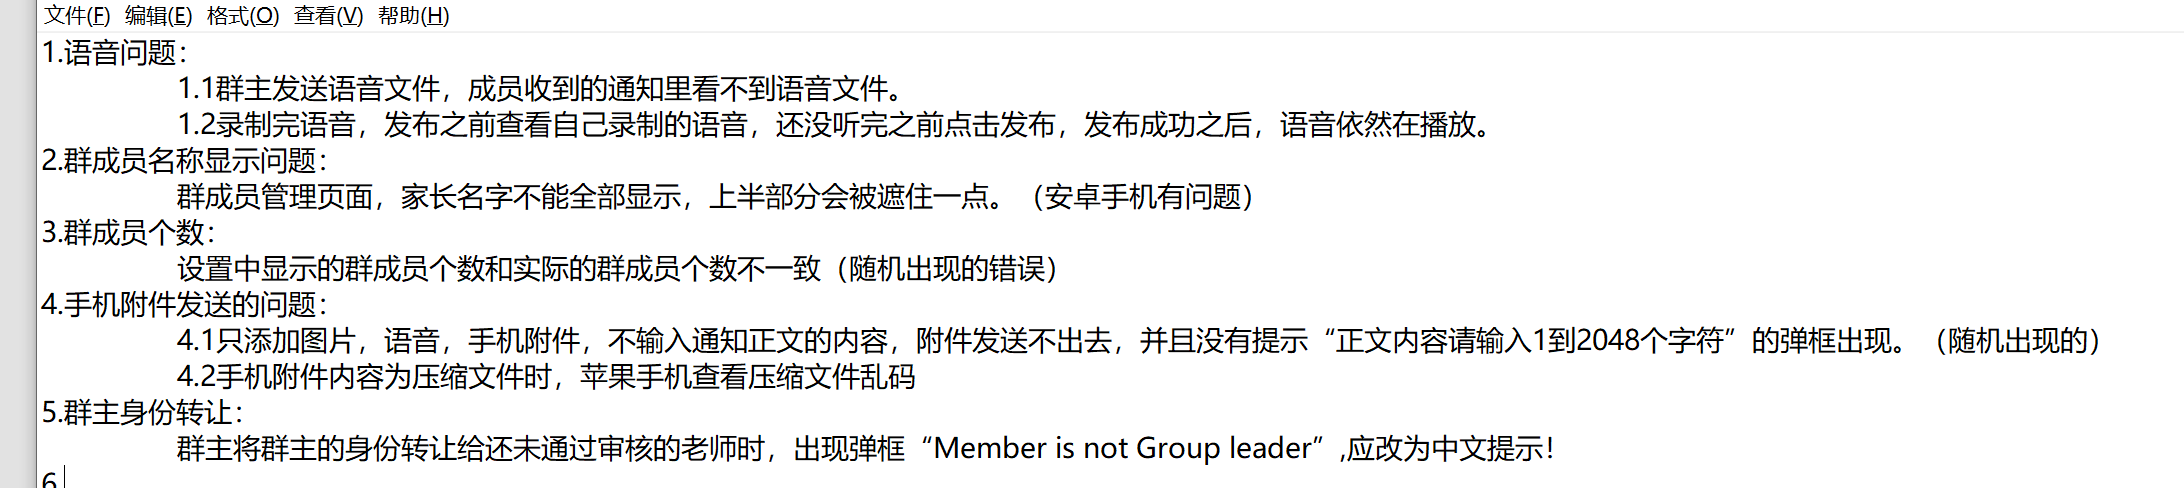 文件(F) 编辑(E) 格式(O) 查看(V) 帮助(H)
1.语音问题：
1.1群主发送语音文件，成员收到的通知里看不到语音文件。
1.2录制完语音，发布之前查看自己录制的语音，还没听完之前点击发布，发布成功之后，语音依然在播放。
2.群成员名称显示问题：
群成员管理页面，家长名字不能全部显示，上半部分会被遮住一点。（安卓手机有问题）
3.群成员个数：
设置中显示的群成员个数和实际的群成员个数不一致（随机出现的错误）
4.手机附件发送的问题：
4.1只添加图片，语音，手机附件，不输入通知正文的内容，附件发送不出去，并且没有提示“正文内容请输入1到2048个字符”的弹框出现。（随机出现的）
4.2手机附件内容为压缩文件时，苹果手机查看压缩文件乱码
5.群主身份转让：
群主将群主的身份转让给还未通过审核的老师时，出现弹框“Member is not Group leader”,应改为中文提示！
6.